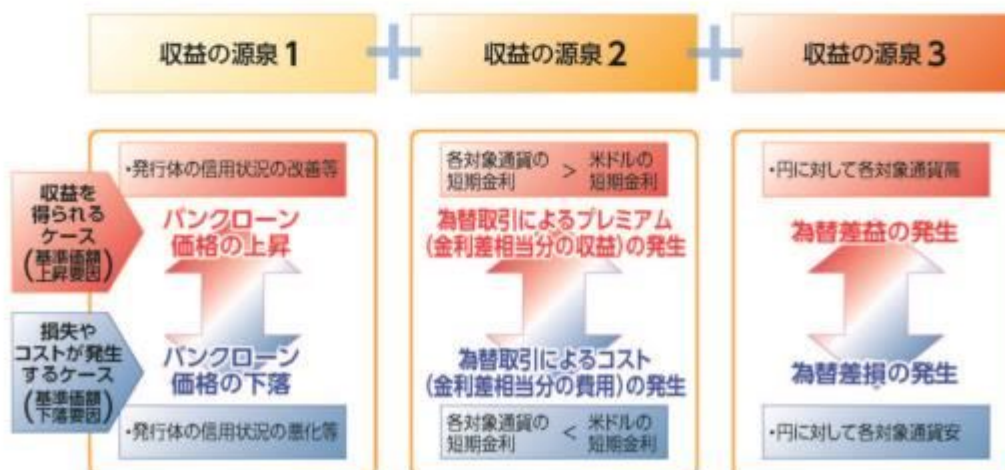 収益の源泉1
+
収益の源泉2
+
収益の源泉3
収益を
得られる
ケース
(基準価額
上昇要因)
損失や
コストが発生
するケース
(基準価額
下落要因)
・発行体の信用状況の改善等
バンクローン
価格の上昇
バンクローン
価格の下落
・発行体の信用状況の悪化等
各対象通貨の
短期金利
>
米ドルの
短期金利
為替取引によるプレミアム
(金利差相当分の収益)の発生
為替取引によるコスト
(金利差相当分の費用)の発生
各対象通貨の
短期金利
<
米ドルの
短期金利
・円に対して各対象通貨高
為替差益の発生
為替差損の発生
・円に対して各対象通貨安